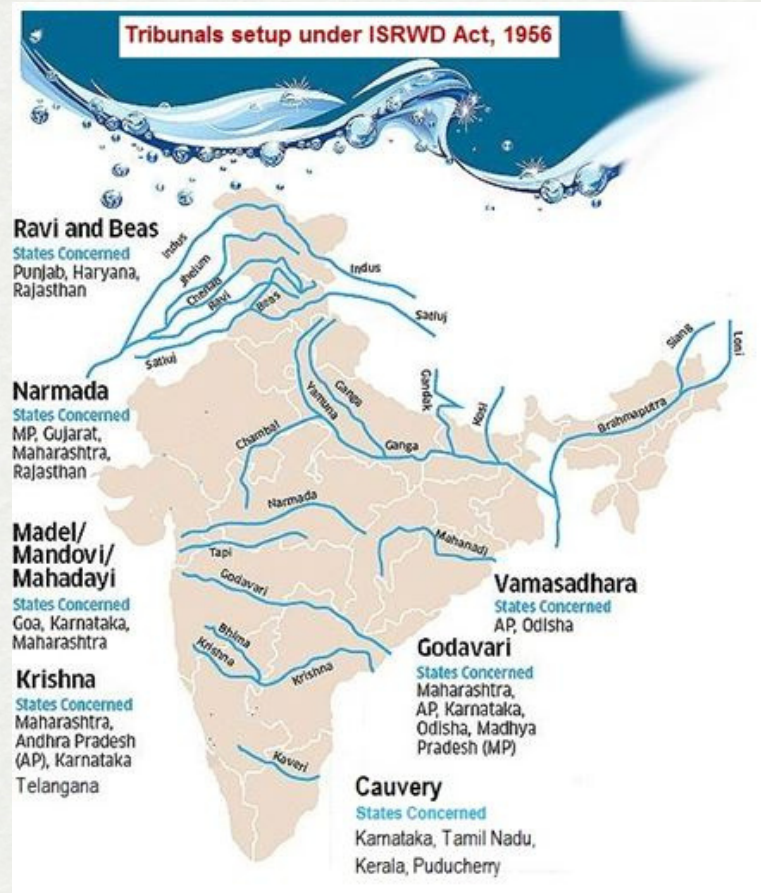 Tribunals setup under ISRWD Act, 1956
Ravi and Beas
States Concerned
Punjab, Haryana,
Rajasthan
Indus
Jhelum
Chenab
Ravi
Beas
Indus
Satluj
Satluj
Narmada
States Concerned
MP, Gujarat,
Maharashtra,
Rajasthan
Yamuna
Ganga
Chambal
Ganga
Gandak
Kosi
Siang
Loni
Brahmaputra
Narmada
Tapi
Mahanadi
Godavari
Bhima
Krishna
Krishna
Kaveri
Madel/
Mandovi/
Mahadayi
States Concerned
Goa, Karnataka,
Maharashtra
Krishna
States Concerned
Maharashtra,
Andhra Pradesh
(AP), Karnataka
Telangana
Vamasadhara
States Concerned
AP, Odisha
Godavari
States Concerned
Maharashtra,
AP, Karnataka,
Odisha, Madhya
Pradesh (MP)
Cauvery
States Concerned
Karnataka, Tamil Nadu,
Kerala, Puducherry